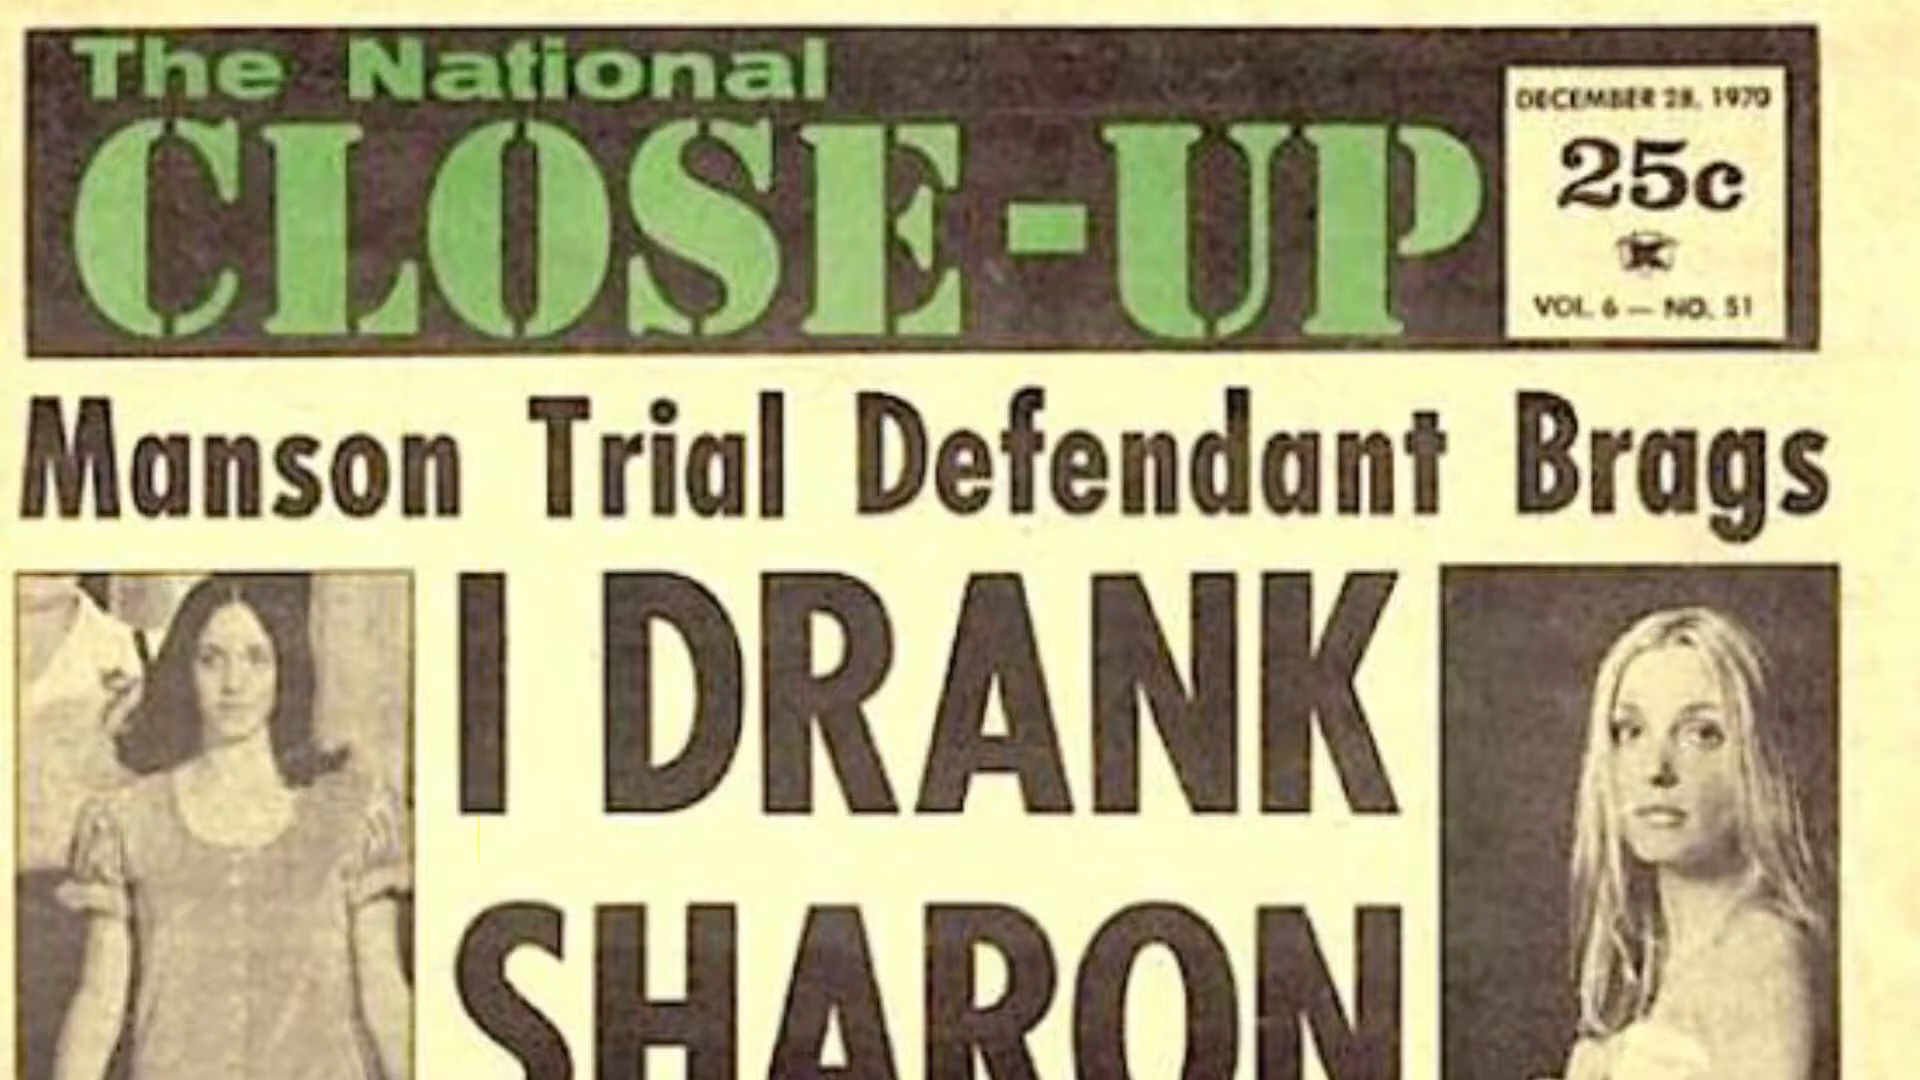 The National
CLOSE-UP
DECEMBER 28, 1970
25c
VOL. 6 — NO. 51
Manson Trial Defendant Brags
I DRANK
SHARON